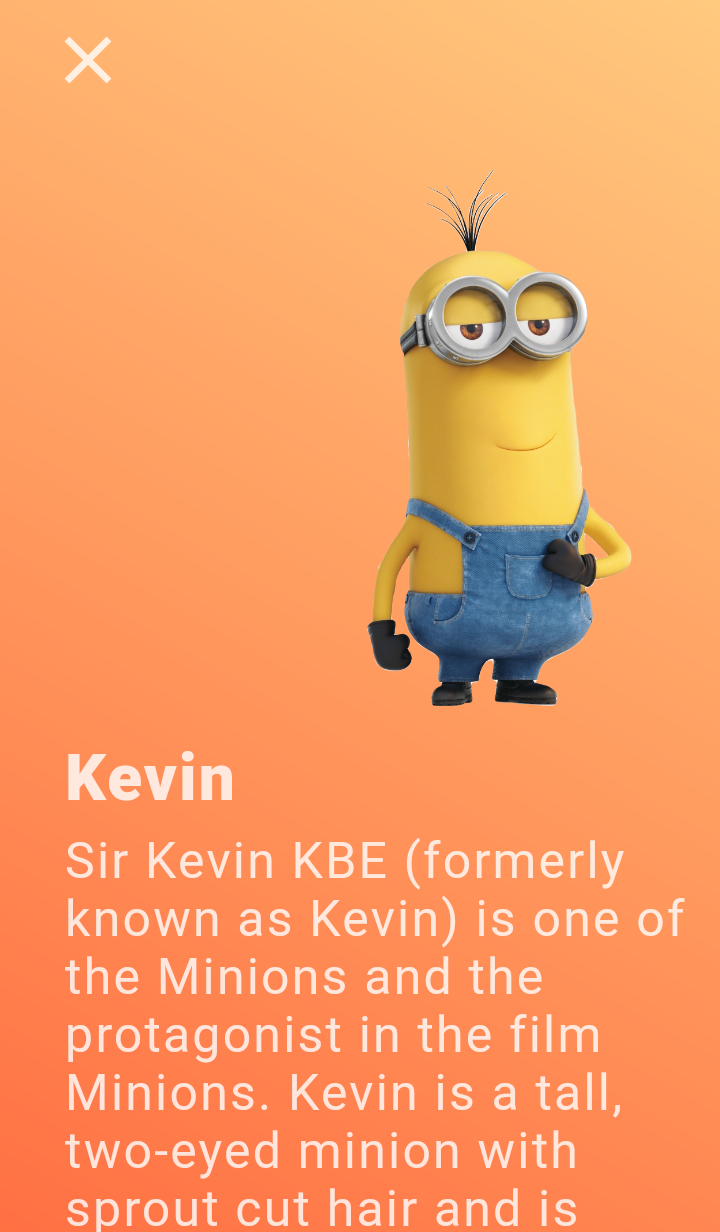 Kevin
Sir Kevin KBE (formerly
known as Kevin) is one of
the Minions and the
protagonist in the film
Minions. Kevin is a tall,
two-eyed minion with
sprout cut hair and is